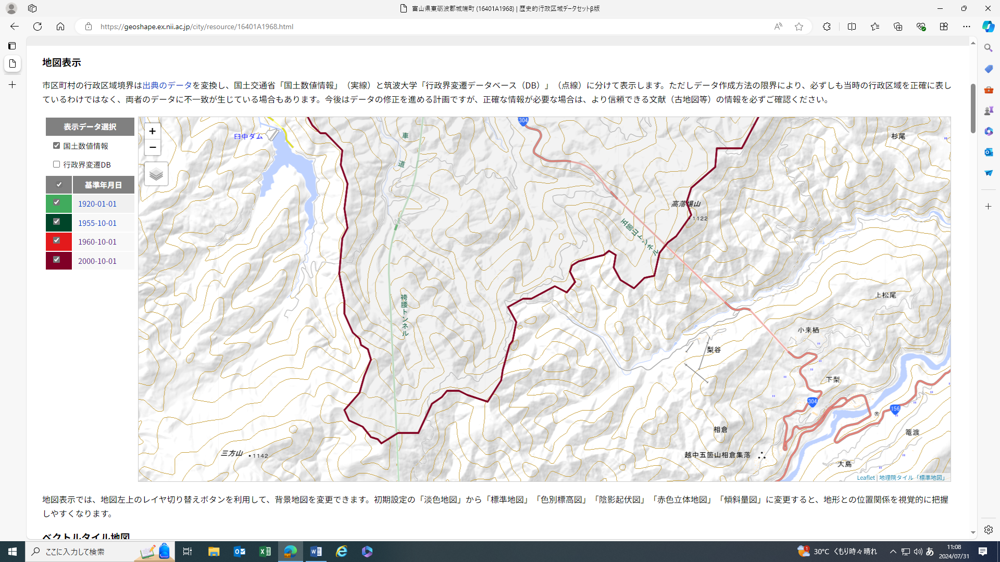 富山県東砺波郡城端町 (16401A1968) | 歴史的行政区域データセットβ版
https://geoshape.ex.nii.ac.jp/city/resource/16401A1968.html
地図表示
市区町村の行政区域境界は出典のデータを変換し、国土交通省「国土数値情報」（実線）と筑波大学「行政界変遷データベース（DB）」（点線）に分けて表示します。ただしデータ作成方法の限界により、必ずしも当時の行政区域を正確に表し
ているわけではなく、両者のデータに不一致が生じている場合もあります。今後はデータの修正を進める計画ですが、正確な情報が必要な場合は、より信頼できる文献（古地図等）の情報を必ずご確認ください。
表示データ選択
国土数値情報
行政界変遷DB
基準年月日
1920-01-01
1955-10-01
1960-10-01
2000-10-01
+
−
臼中ダム
車
道
304
杉尾
高落場山
1122
五箇山トンネル
袴腰トンネル
上松尾
小来栖
梨谷
下梨
304
156
相倉
篭渡
越中五箇山相倉集落
大島
三方山
1142
Leaflet | 地理院タイル「標準地図」
地図表示では、地図左上のレイヤ切り替えボタンを利用して、背景地図を変更できます。初期設定の「淡色地図」から「標準地図」「色別標高図」「陰影起伏図」「赤色立体地図」「傾斜量図」に変更すると、地形との位置関係を視覚的に把握
しやすくなります。
ベクトルタイル地図
ここに入力して検索
1
30°C くもり時々晴れ
あ
11:08
2024/07/31